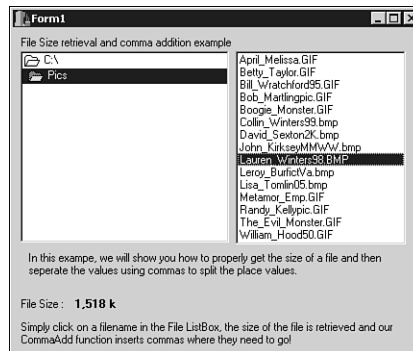 Form1
File Size retrieval and comma addition example
C:\
Pics
April_Melissa.GIF
Betty_Taylor.GIF
Bill_Wratchford95.GIF
Bob_Martlingpic.GIF
Boogie_Monster.GIF
Collin_Winters99.bmp
David_Sexton2K.bmp
John_KirkseyMMWW.bmp
Lauren_Winters98.BMP
Leroy_BurfictVa.bmp
Lisa_Tomlin05.bmp
Metamor_Emp.GIF
Randy_Kellypic.GIF
The_Evil_Monster.GIF
William_Hood50.GIF
In this exampe, we will show you how to properly get the size of a file and then
seperate the values using commas to split the place values.
File Size : 1,518 k
Simply click on a filename in the File ListBox, the size of the file is retrieved and our
CommaAdd function inserts commas where they need to go!